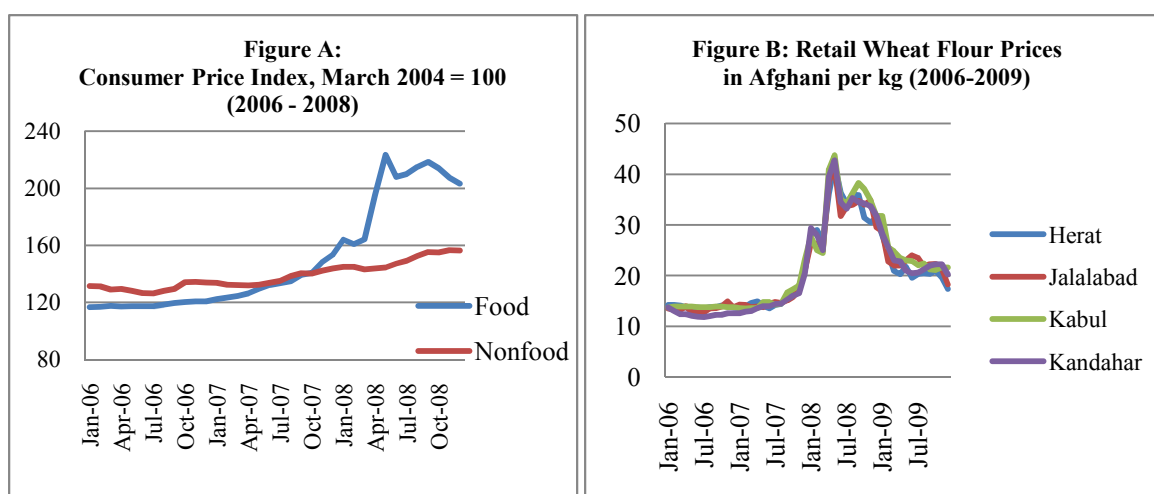 Figure A:
Consumer Price Index, March 2004 = 100
(2006 - 2008)
240
200
160
120
80
Food
Nonfood
Jan-06
Apr-06
Jul-06
Oct-06
Jan-07
Apr-07
Jul-07
Oct-07
Jan-08
Apr-08
Jul-08
Oct-08
Figure B: Retail Wheat Flour Prices
in Afghani per kg (2006-2009)
50
40
30
20
10
0
Herat
Jalalabad
Kabul
Kandahar
Jan-06
Jul-06
Jan-07
Jul-07
Jan-08
Jul-08
Jan-09
Jul-09